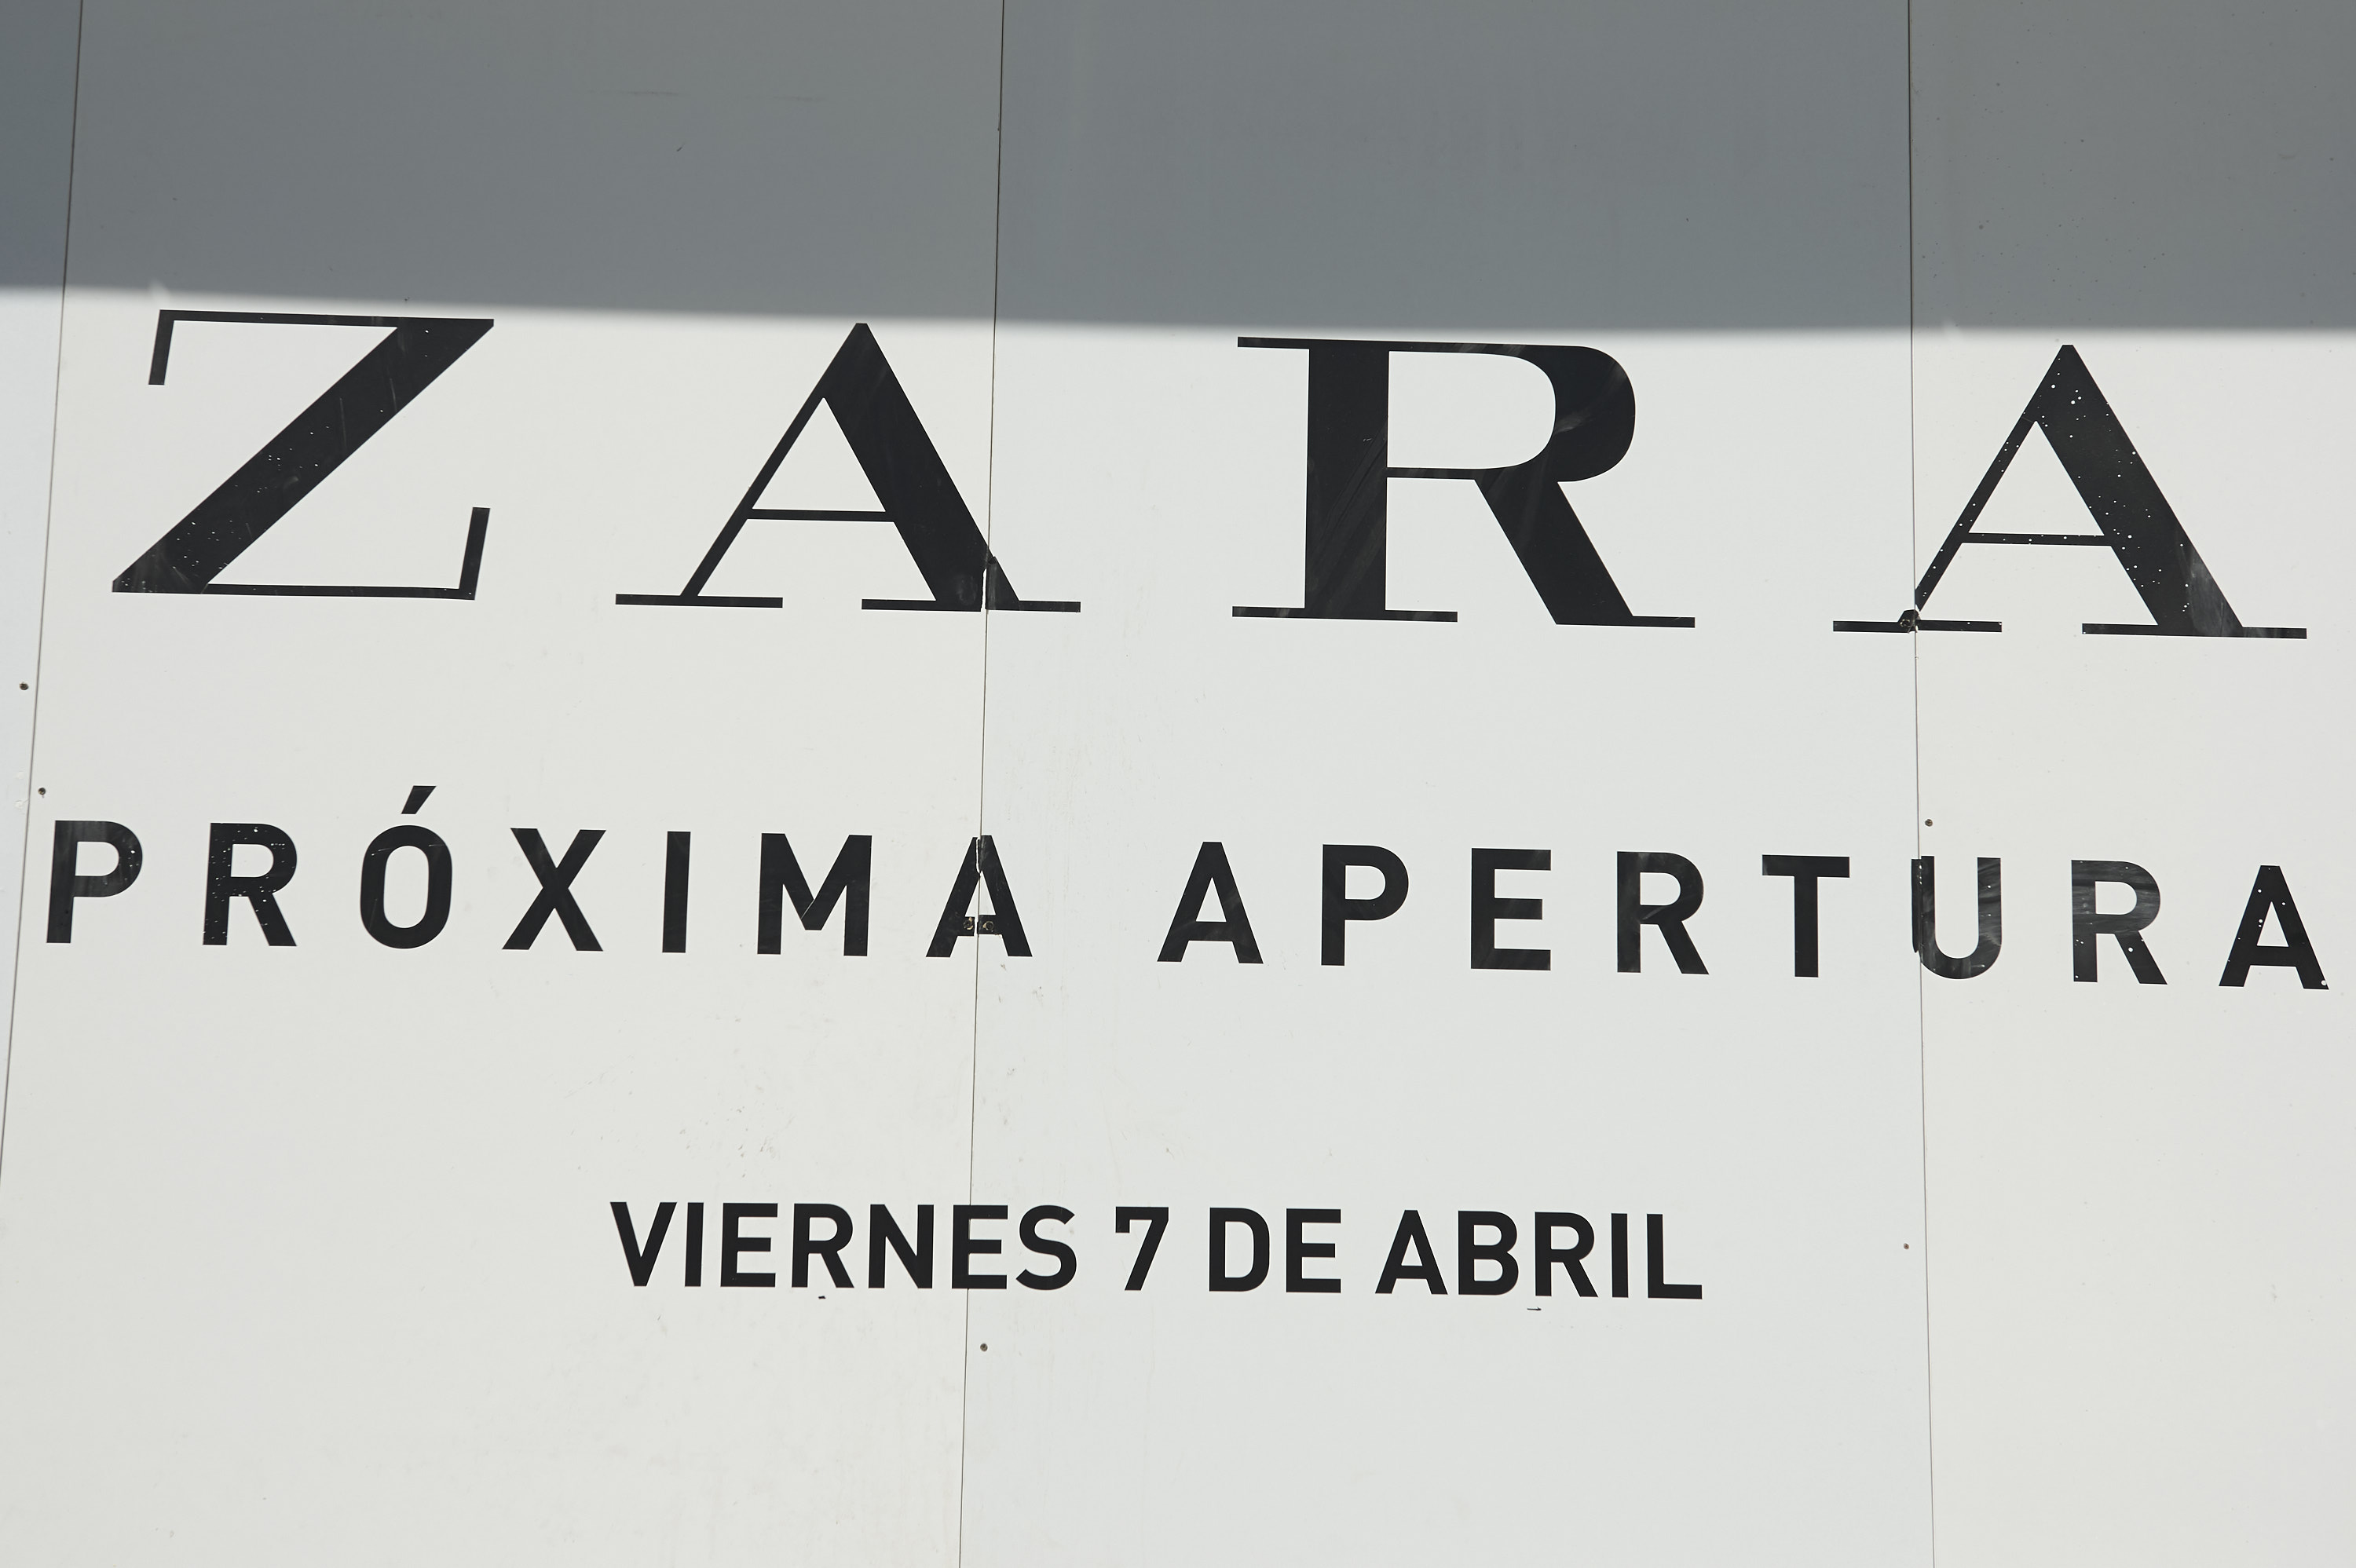 ZARA
PRÓXIMA APERTURA
VIERNES 7 DE ABRIL